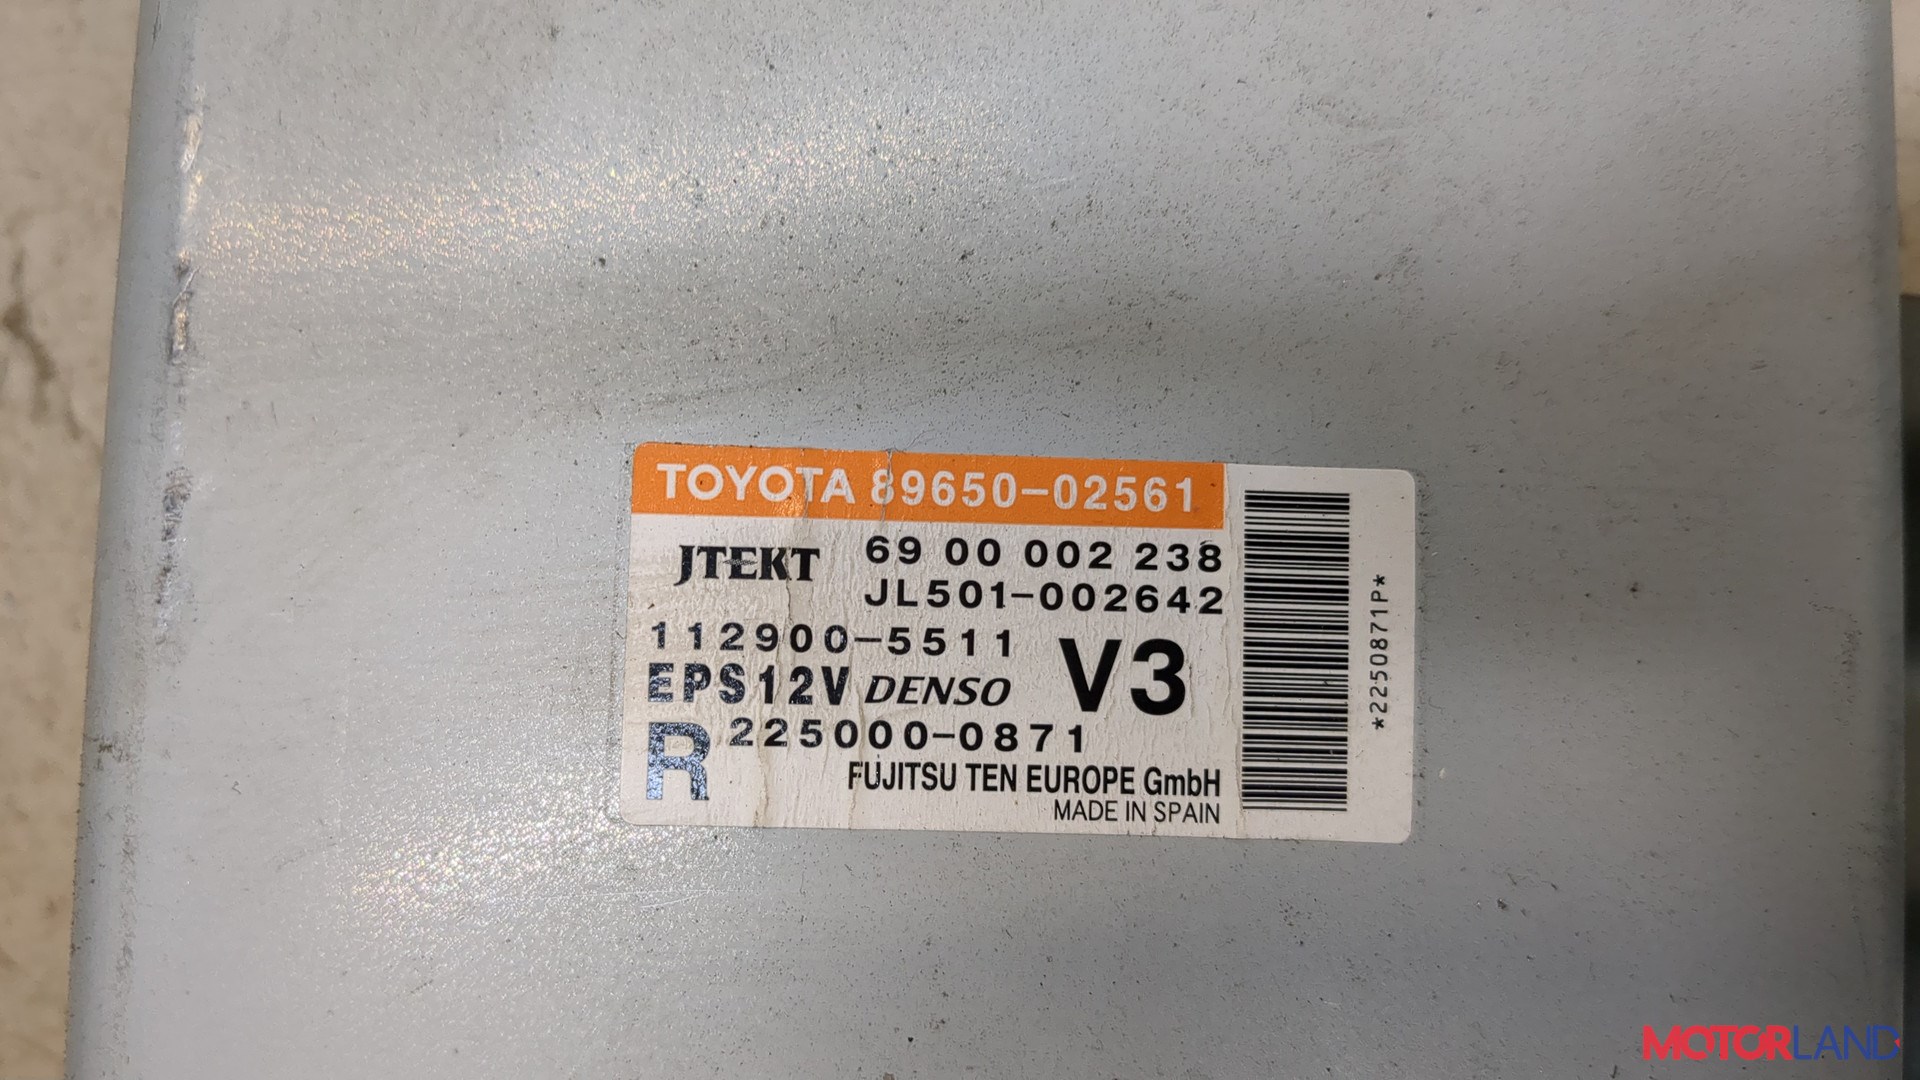 TOYOTA 89650-02561
JTEKT 69 00 002 238
JL501-002642
112900-5511
EPS12V DENSO V3
R 225000-0871
FUJITSU TEN EUROPE GmbH
MADE IN SPAIN
*2250871P*
MOTORLAND